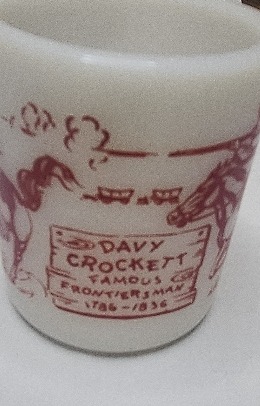 DAVY
CROCKETT
FAMOUS
FRONTIERSMAN
1786-1836